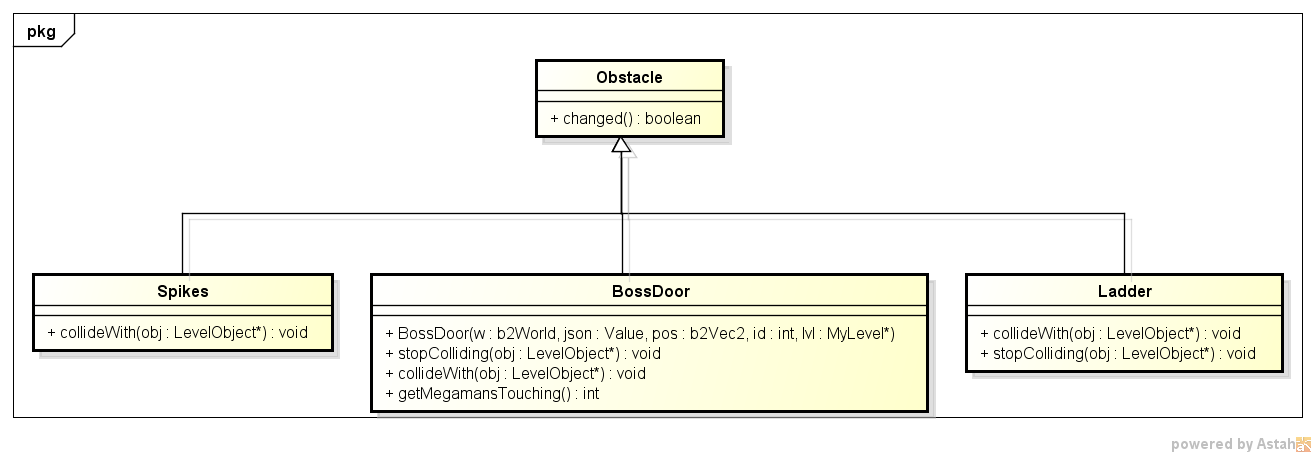 pkg
Obstacle
+ changed() : boolean
Spikes
+ collideWith(obj : LevelObject*) : void
BossDoor
+ BossDoor(w : b2World, json : Value, pos : b2Vec2, id : int, lvl : MyLevel*)
+ stopColliding(obj : LevelObject*) : void
+ collideWith(obj : LevelObject*) : void
+ getMegamansTouching() : int
Ladder
+ collideWith(obj : LevelObject*) : void
+ stopColliding(obj : LevelObject*) : void
powered by Astah